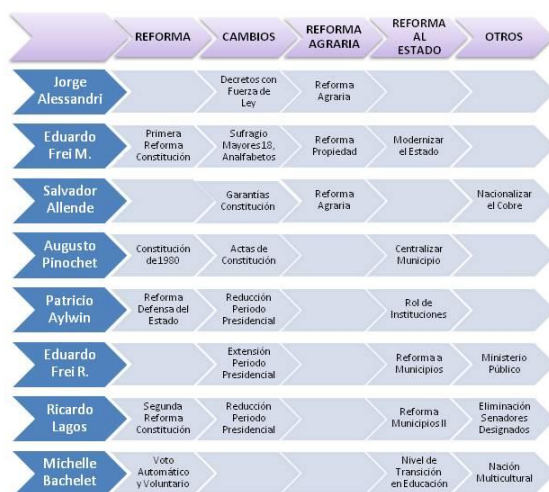 REFORMA
CAMBIOS
REFORMA
AGRARIA
REFORMA
AL
ESTADO
OTROS
Jorge
Alessandri
Decretos con
Fuerza de
Ley
Reforma
Agraria
Eduardo
Frei M.
Primera
Reforma
Constitución
Sufragio
Mayores 18,
Analfabetos
Reforma
Propiedad
Modernizar
el Estado
Salvador
Allende
Garantías
Constitución
Reforma
Agraria
Nacionalizar
el Cobre
Augusto
Pinochet
Constitución
de 1980
Actas de
Constitución
Centralizar
Municipio
Patricio
Aylwin
Reforma
Defensa del
Estado
Reducción
Periodo
Presidencial
Rol de
Instituciones
Eduardo
Frei R.
Extensión
Periodo
Presidencial
Reforma a
Municipios
Ministerio
Público
Ricardo
Lagos
Segunda
Reforma
Constitución
Reducción
Periodo
Presidencial
Reforma
Municipios II
Eliminación
Senadores
Designados
Michelle
Bachelet
Voto
Automático
y Voluntario
Nivel de
Transición
en Educación
Nación
Multicultural